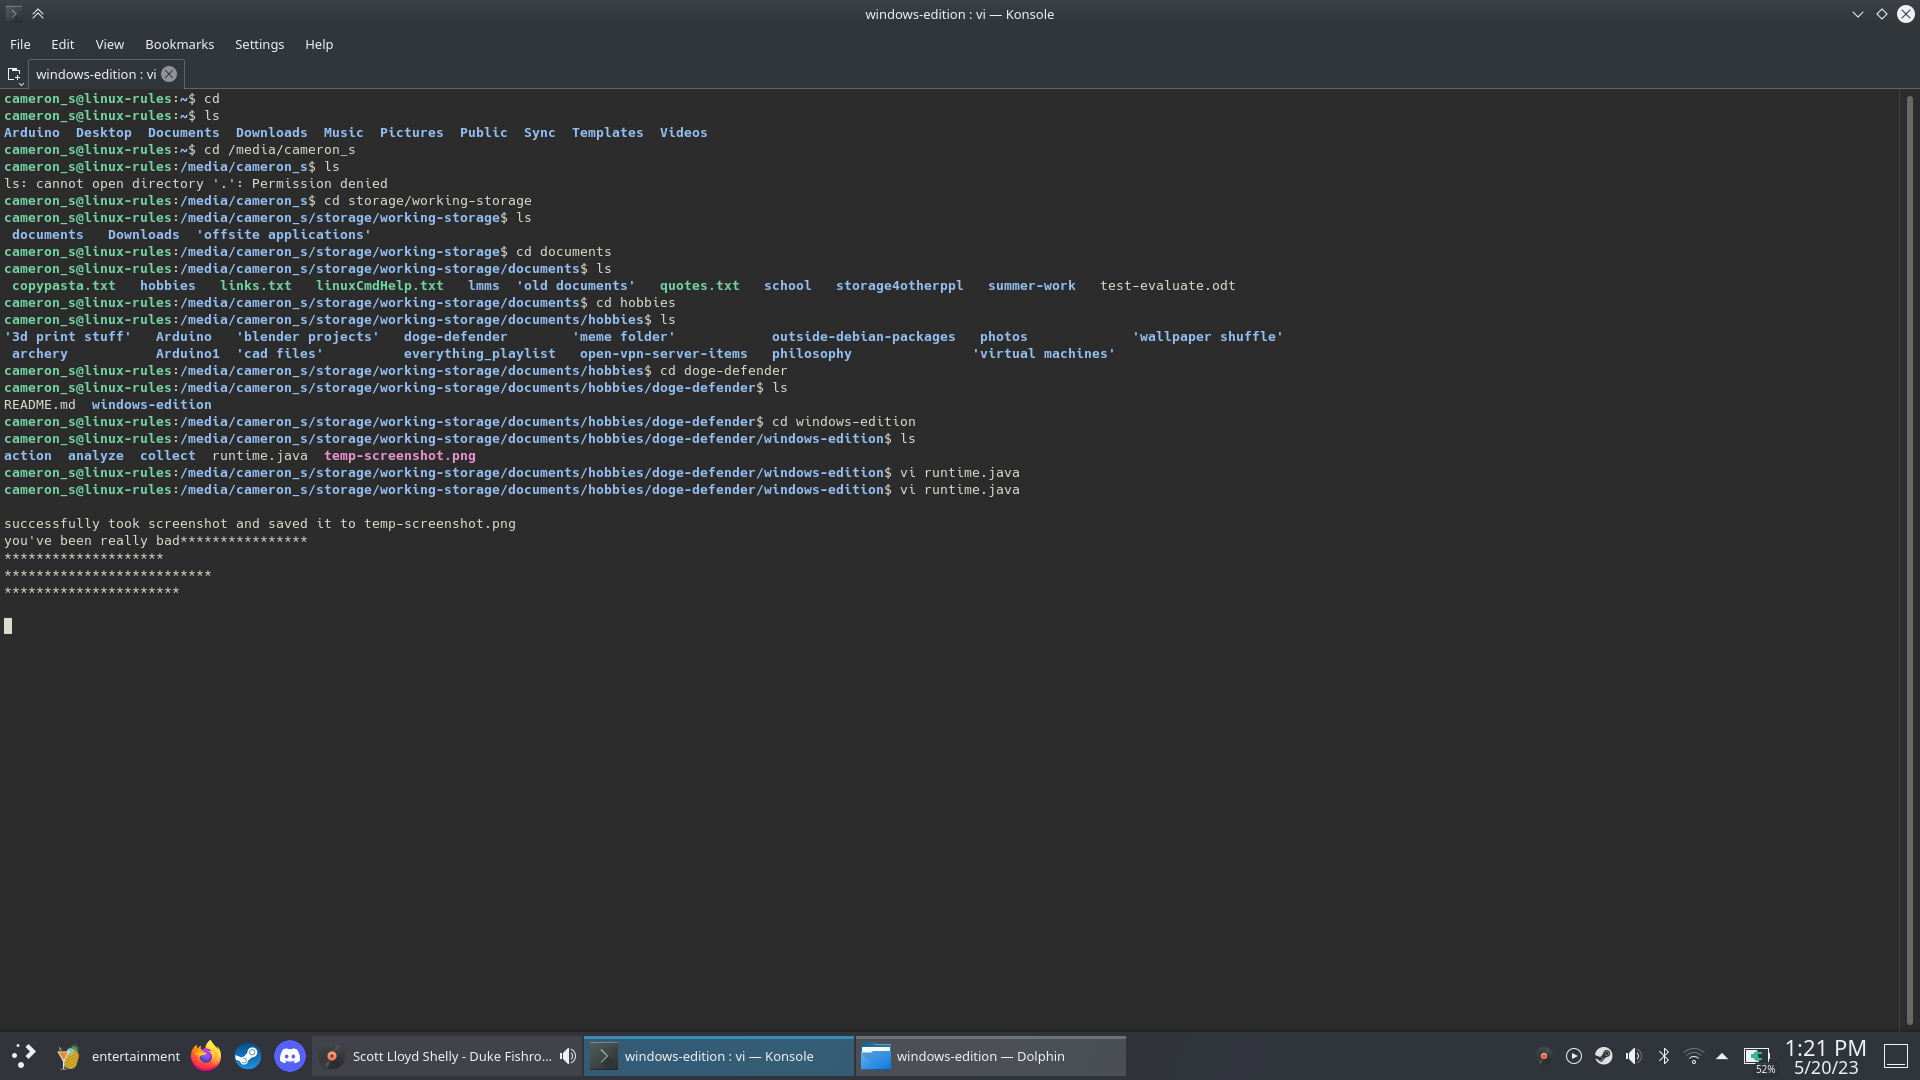 windows-edition : vi — Konsole
File Edit View Bookmarks Settings Help
windows-edition : vi
cameron_s@linux-rules:~$ cd
cameron_s@linux-rules:~$ ls
Arduino Desktop Documents Downloads Music Pictures Public Sync Templates Videos
cameron_s@linux-rules:~$ cd /media/cameron_s
cameron_s@linux-rules:/media/cameron_s$ ls
ls: cannot open directory '.': Permission denied
cameron_s@linux-rules:/media/cameron_s$ cd storage/working-storage
cameron_s@linux-rules:/media/cameron_s/storage/working-storage$ ls
documents Downloads 'offsite applications'
cameron_s@linux-rules:/media/cameron_s/storage/working-storage$ cd documents
cameron_s@linux-rules:/media/cameron_s/storage/working-storage/documents$ ls
copypasta.txt hobbies links.txt linuxCmdHelp.txt lmms 'old documents' quotes.txt school storage4otherppl summer-work test-evaluate.odt
cameron_s@linux-rules:/media/cameron_s/storage/working-storage/documents$ cd hobbies
cameron_s@linux-rules:/media/cameron_s/storage/working-storage/documents/hobbies$ ls
'3d print stuff' Arduino 'blender projects' doge-defender 'meme folder' outside-debian-packages photos 'wallpaper shuffle'
archery Arduino1 'cad files' everything_playlist open-vpn-server-items philosophy 'virtual machines'
cameron_s@linux-rules:/media/cameron_s/storage/working-storage/documents/hobbies$ cd doge-defender
cameron_s@linux-rules:/media/cameron_s/storage/working-storage/documents/hobbies/doge-defender$ ls
README.md windows-edition
cameron_s@linux-rules:/media/cameron_s/storage/working-storage/documents/hobbies/doge-defender$ cd windows-edition
cameron_s@linux-rules:/media/cameron_s/storage/working-storage/documents/hobbies/doge-defender/windows-edition$ ls
action analyze collect runtime.java temp-screenshot.png
cameron_s@linux-rules:/media/cameron_s/storage/working-storage/documents/hobbies/doge-defender/windows-edition$ vi runtime.java
cameron_s@linux-rules:/media/cameron_s/storage/working-storage/documents/hobbies/doge-defender/windows-edition$ vi runtime.java
successfully took screenshot and saved it to temp-screenshot.png
you've been really bad****************
********************
**************************
**********************
entertainment Scott Lloyd Shelly - Duke Fishro... windows-edition : vi — Konsole windows-edition — Dolphin 52% 1:21 PM
5/20/23